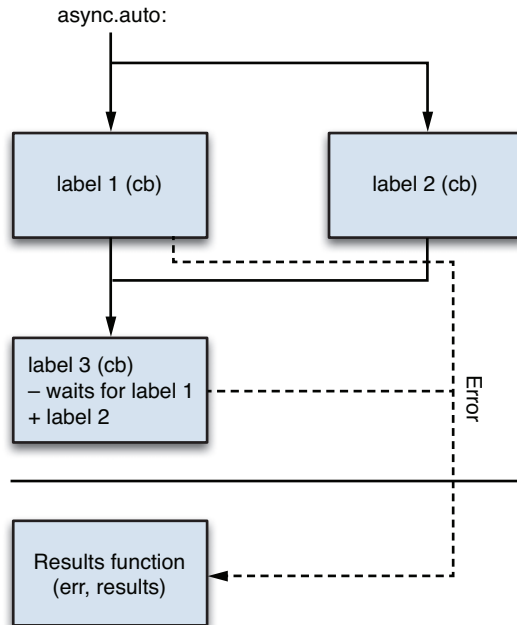 async.auto:
label 1 (cb)
label 2 (cb)
label 3 (cb)
– waits for label 1
+ label 2
Error
Results function
(err, results)